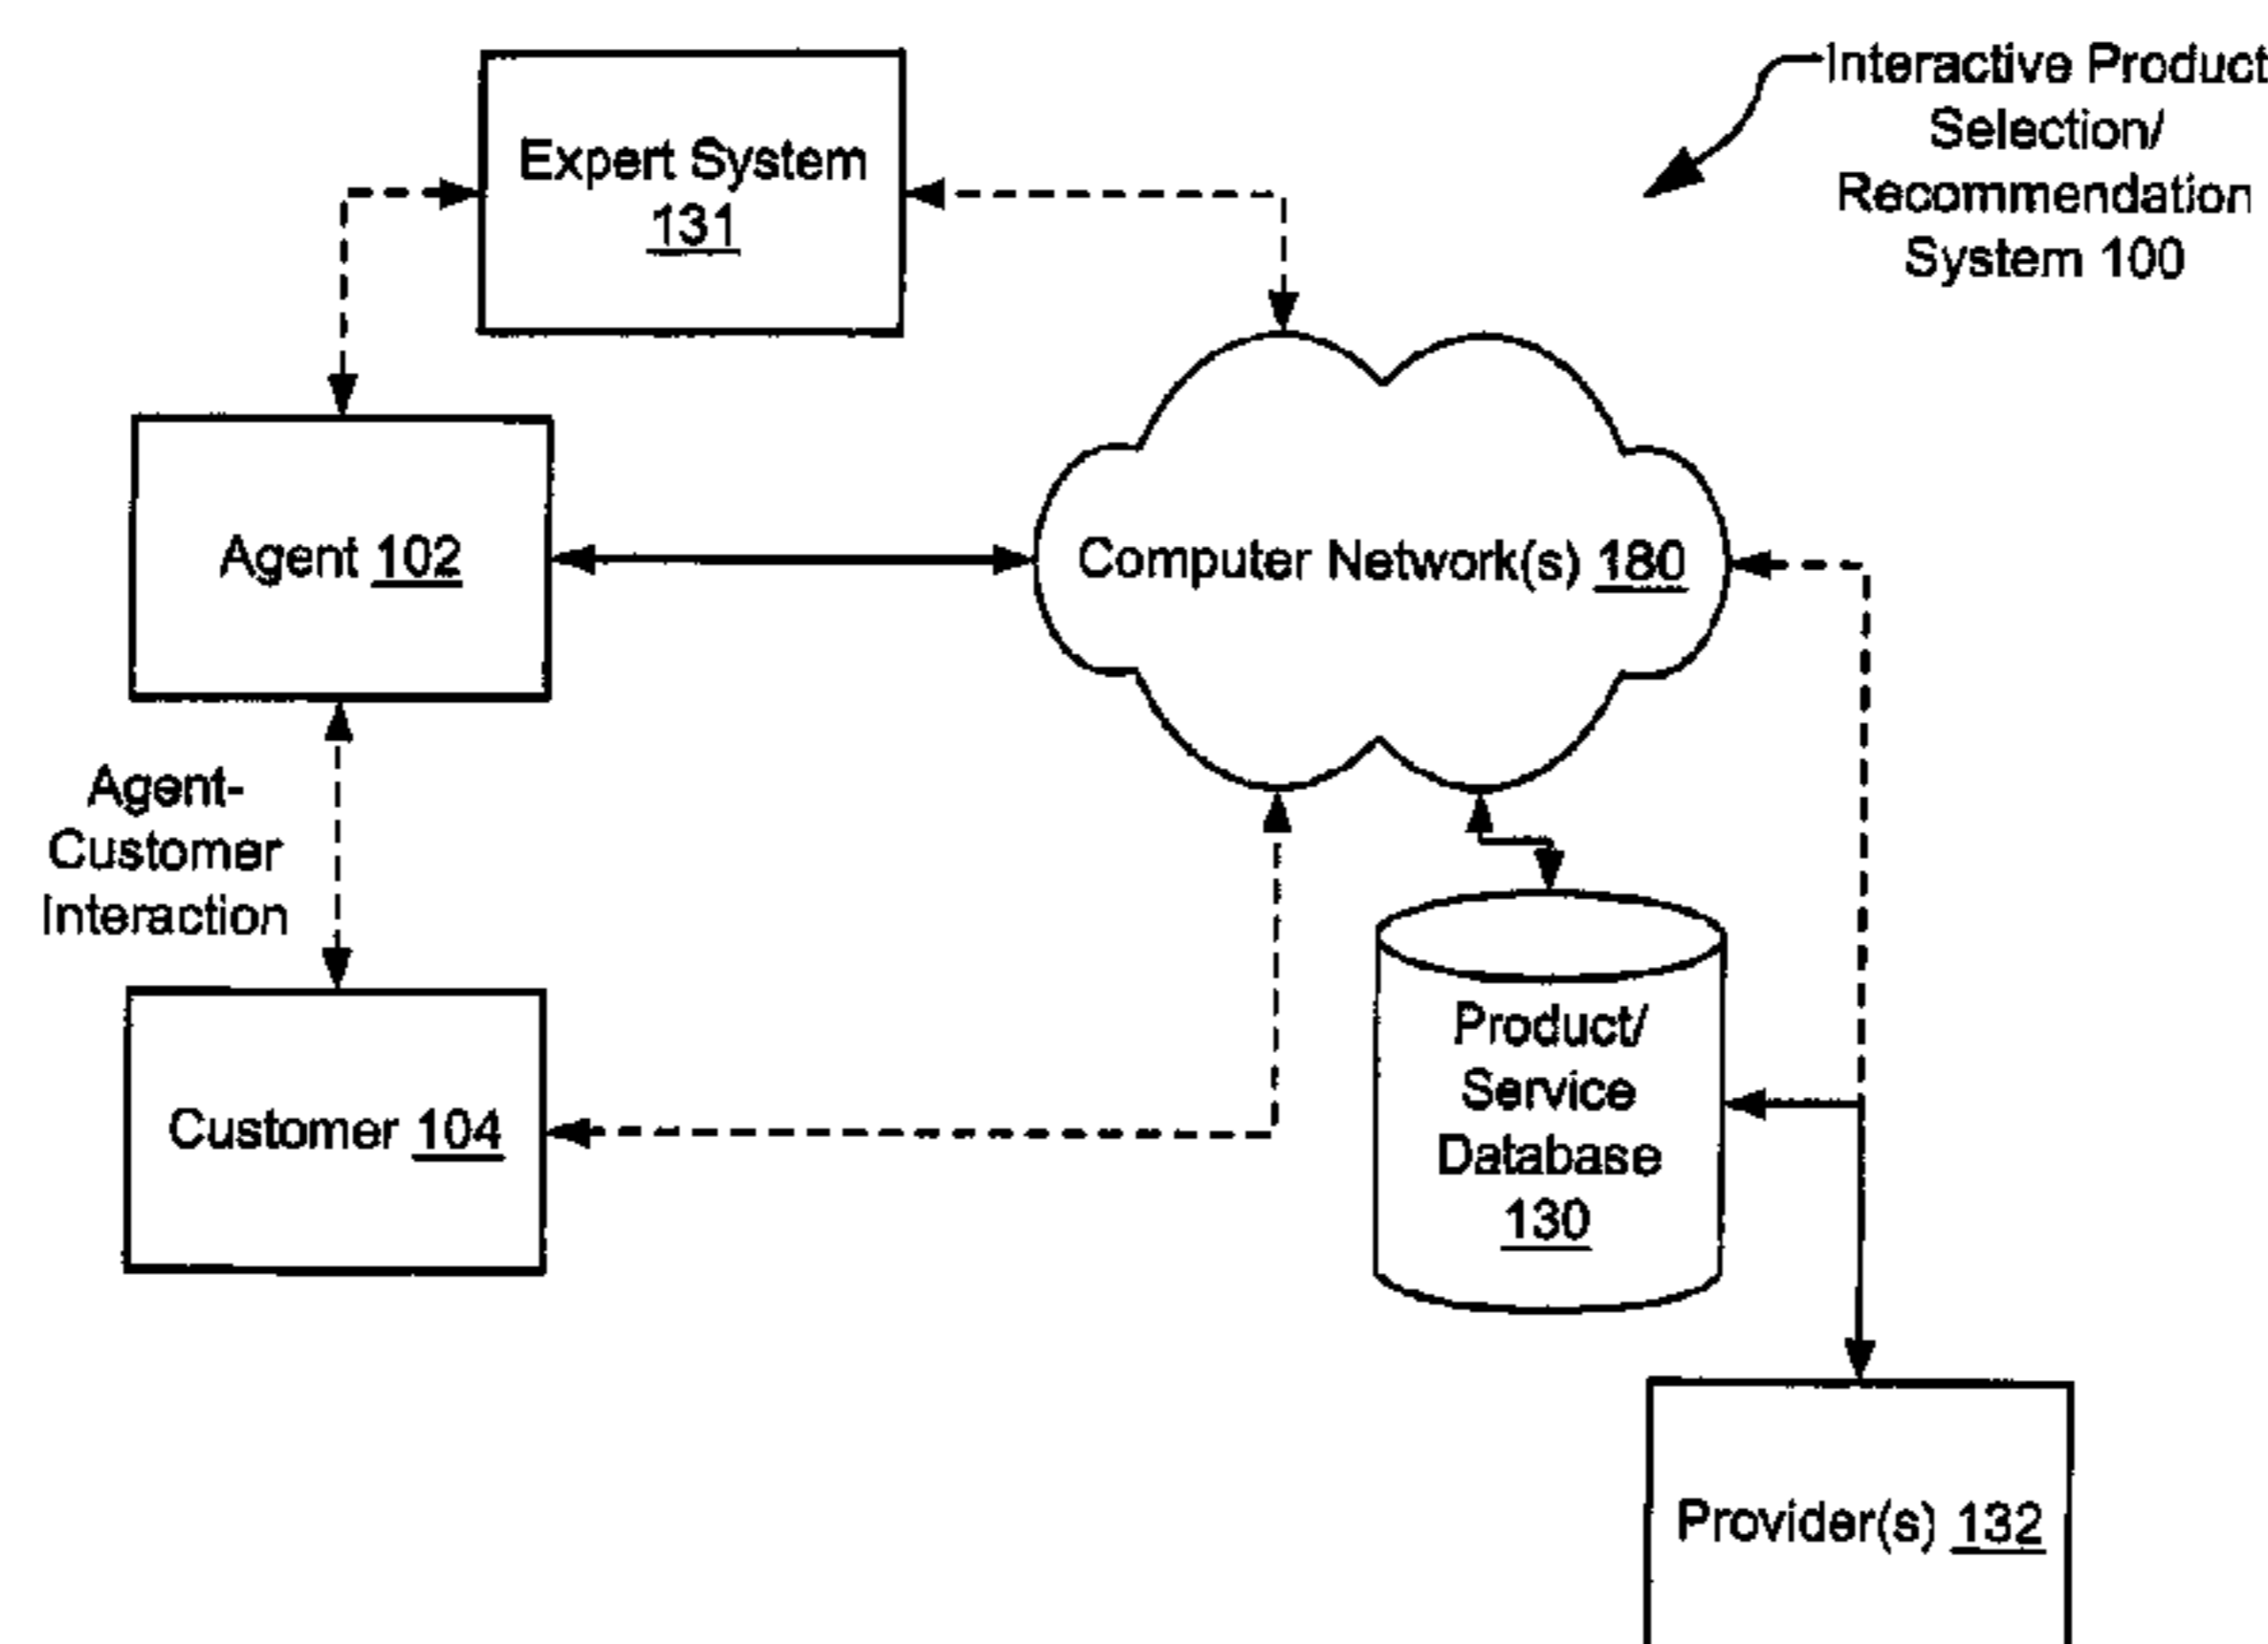 Interactive Product
Selection/
Recommendation
System 100
Expert System
131
Agent 102
Computer Network(s) 180
Agent-
Customer
Interaction
Customer 104
Product/
Service
Database
130
Provider(s) 132